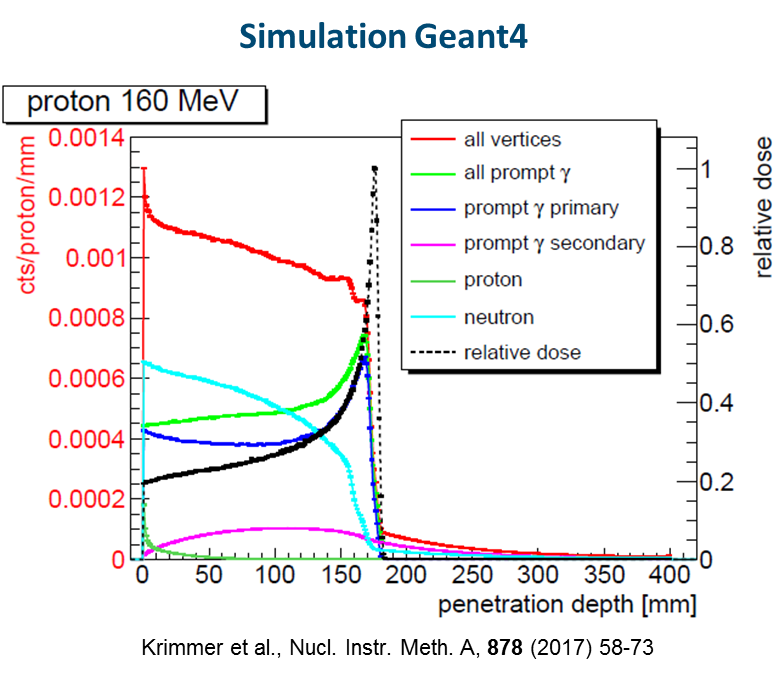 Simulation Geant4
proton 160 MeV
cts/proton/mm
0.0014
0.0012
0.001
0.0008
0.0006
0.0004
0.0002
0
all vertices
all prompt γ
prompt γ primary
prompt γ secondary
proton
neutron
relative dose
relative dose
1
0.8
0.6
0.4
0.2
0
0 50 100 150 200 250 300 350 400
penetration depth [mm]
Krimmer et al., Nucl. Instr. Meth. A, 878 (2017) 58-73